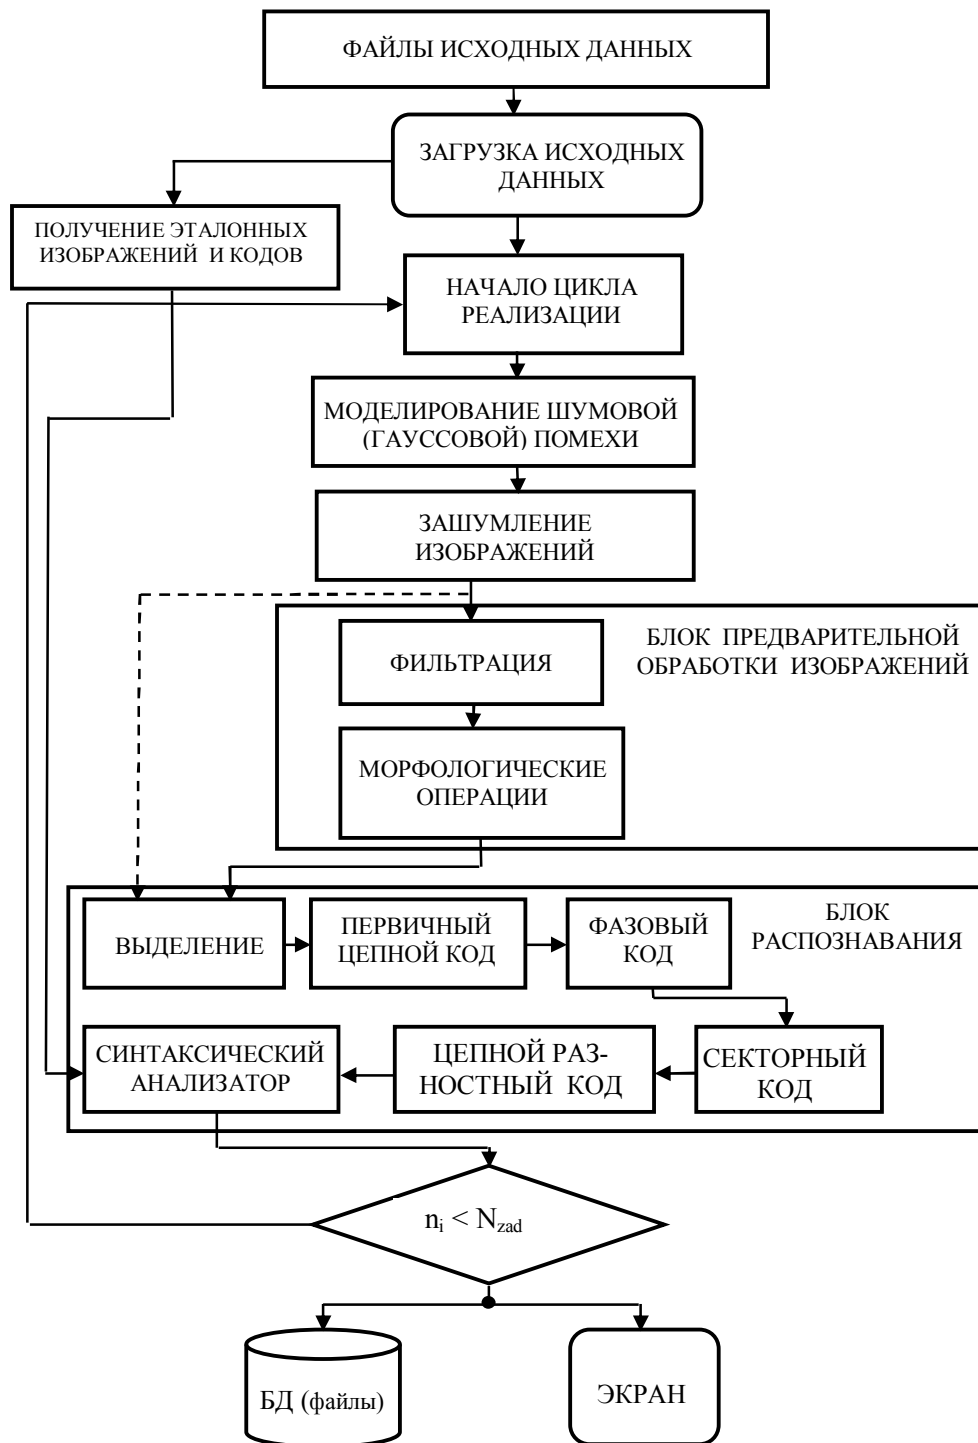 ФАЙЛЫ ИСХОДНЫХ ДАННЫХ
ЗАГРУЗКА ИСХОДНЫХ
ДАННЫХ
ПОЛУЧЕНИЕ ЭТАЛОННЫХ
ИЗОБРАЖЕНИЙ И КОДОВ
НАЧАЛО ЦИКЛА
РЕАЛИЗАЦИИ
МОДЕЛИРОВАНИЕ ШУМОВОЙ
(ГАУССОВОЙ) ПОМЕХИ
ЗАШУМЛЕНИЕ
ИЗОБРАЖЕНИЙ
БЛОК ПРЕДВАРИТЕЛЬНОЙ
ОБРАБОТКИ ИЗОБРАЖЕНИЙ
ФИЛЬТРАЦИЯ
МОРФОЛОГИЧЕСКИЕ
ОПЕРАЦИИ
БЛОК
РАСПОЗНАВАНИЯ
ВЫДЕЛЕНИЕ
ПЕРВИЧНЫЙ
ЦЕПНОЙ КОД
ФАЗОВЫЙ
КОД
СЕКТОРНЫЙ
КОД
ЦЕПНОЙ РАЗ-
НОСТНЫЙ КОД
СИНТАКСИЧЕСКИЙ
АНАЛИЗАТОР
n_i < N_zad
БД (файлы)
ЭКРАН